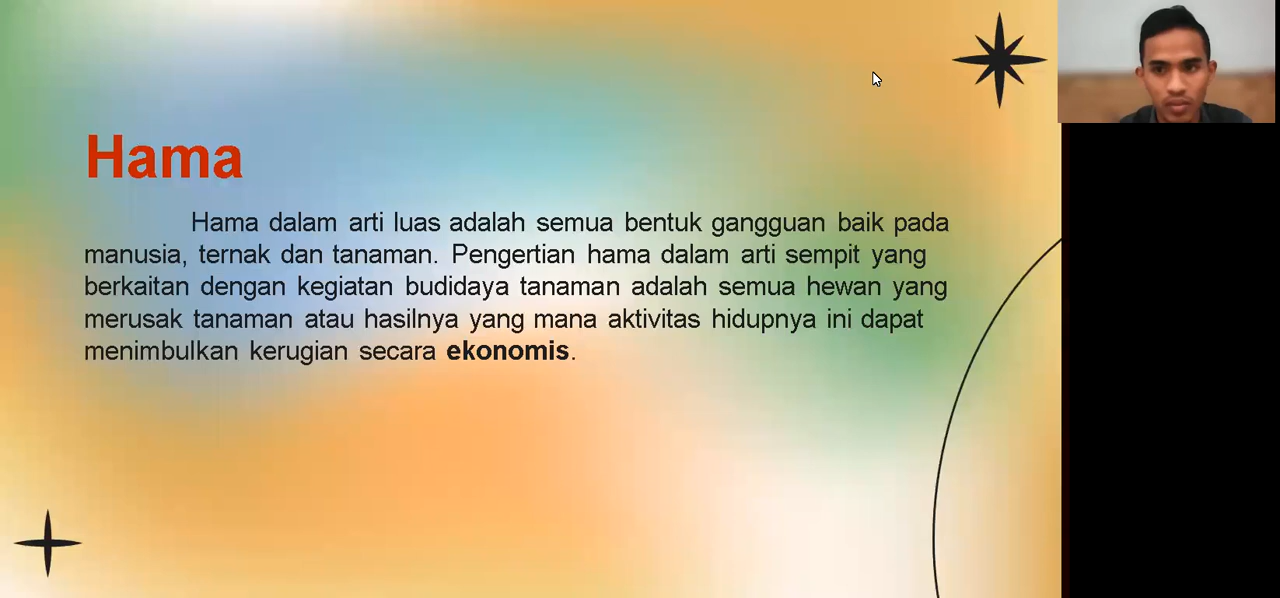 Hama
Hama dalam arti luas adalah semua bentuk gangguan baik pada
manusia, ternak dan tanaman. Pengertian hama dalam arti sempit yang
berkaitan dengan kegiatan budidaya tanaman adalah semua hewan yang
merusak tanaman atau hasilnya yang mana aktivitas hidupnya ini dapat
menimbulkan kerugian secara ekonomis.